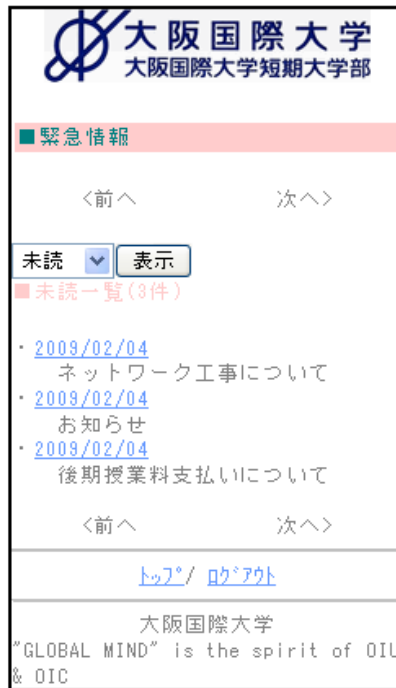 大阪国際大学
大阪国際大学短期大学部
■緊急情報
<前へ 次へ>
未読 表示
■未読一覧(3件)
・2009/02/04
ネットワーク工事について
・2009/02/04
お知らせ
・2009/02/04
後期授業料支払いについて
<前へ 次へ>
ﾄｯﾌﾟ/ ﾛｸﾞｱｳﾄ
大阪国際大学
"GLOBAL MIND" is the spirit of OIU
& OIC